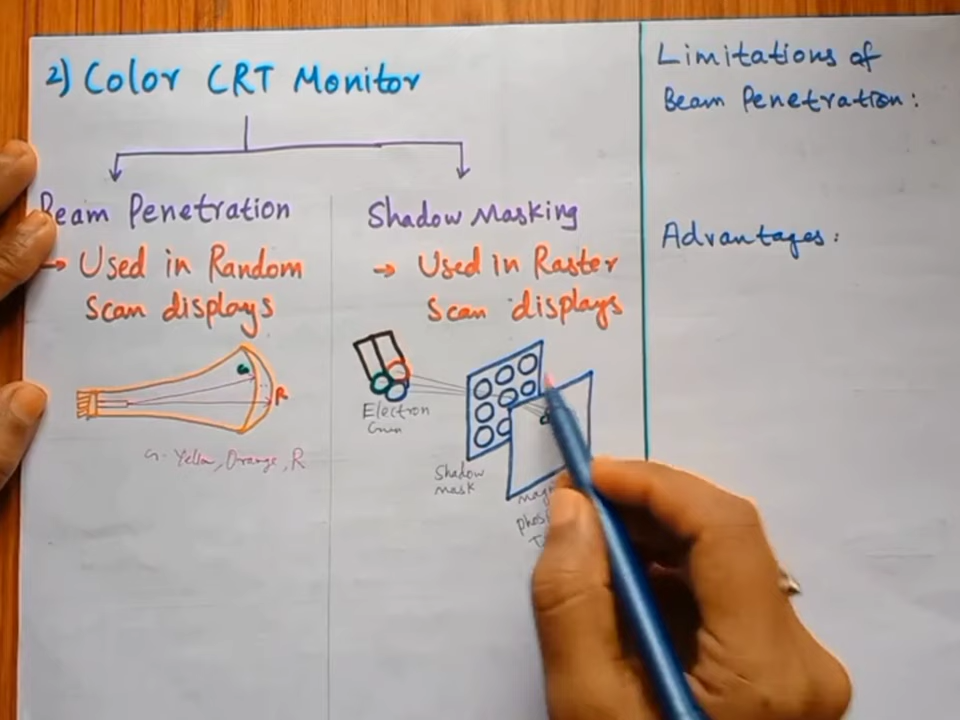 2) Color CRT Monitor
Beam Penetration
→ Used in Random
Scan displays
G
R
G- Yellow, Orange, R
Shadow Masking
→ Used in Raster
Scan displays
Electron
Gun
Shadow
mask
Limitations of
Beam Penetration:
Advantages: